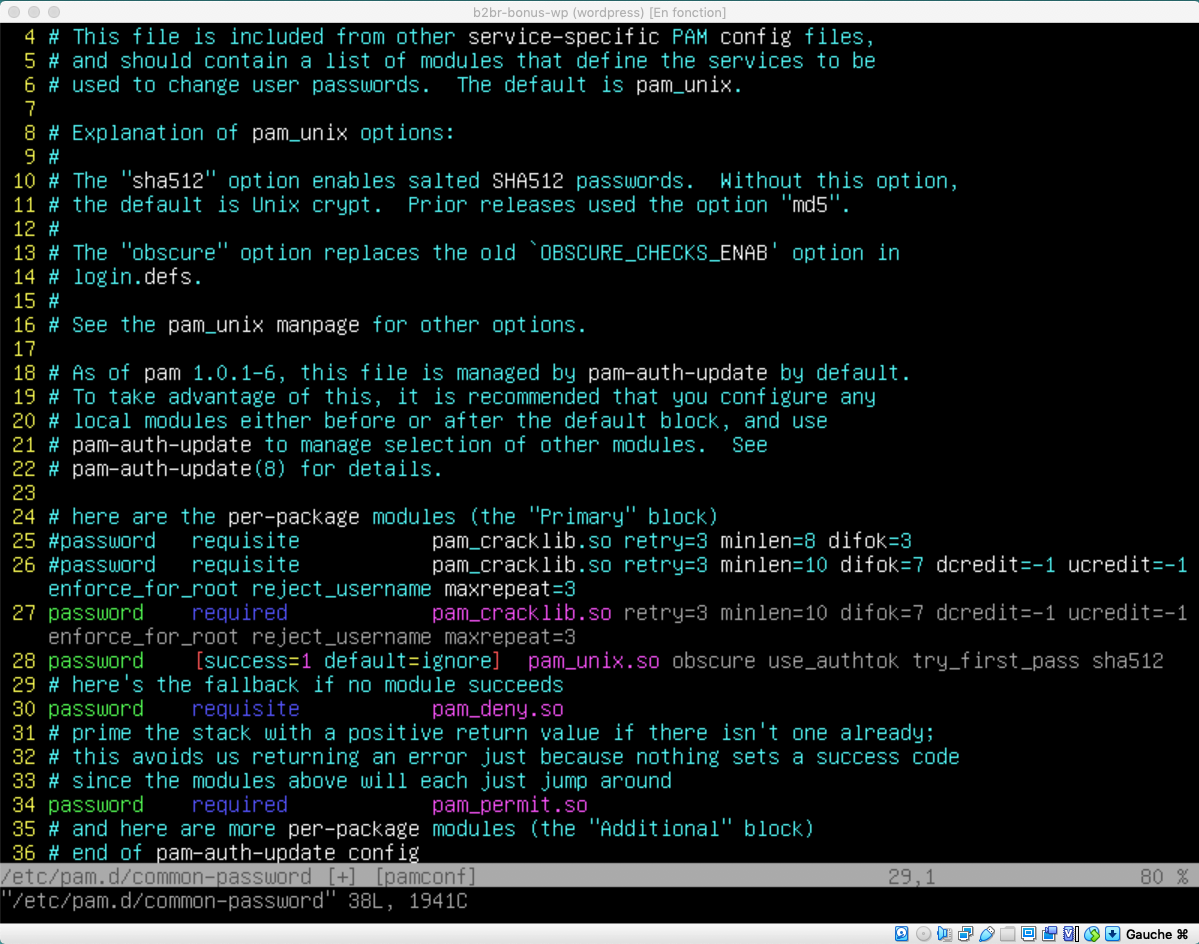 b2br-bonus-wp (wordpress) [En fonction]
4 # This file is included from other service-specific PAM config files,
5 # and should contain a list of modules that define the services to be
6 # used to change user passwords.  The default is pam_unix.
7
8 # Explanation of pam_unix options:
9 #
10 # The "sha512" option enables salted SHA512 passwords.  Without this option,
11 # the default is Unix crypt.  Prior releases used the option "md5".
12 #
13 # The "obscure" option replaces the old `OBSCURE_CHECKS_ENAB' option in
14 # login.defs.
15 #
16 # See the pam_unix manpage for other options.
17
18 # As of pam 1.0.1-6, this file is managed by pam-auth-update by default.
19 # To take advantage of this, it is recommended that you configure any
20 # local modules either before or after the default block, and use
21 # pam-auth-update to manage selection of other modules.  See
22 # pam-auth-update(8) for details.
23
24 # here are the per-package modules (the "Primary" block)
25 #password   requisite           pam_cracklib.so retry=3 minlen=8 difok=3
26 #password   requisite           pam_cracklib.so retry=3 minlen=10 difok=7 dcredit=-1 ucredit=-1
enforce_for_root reject_username maxrepeat=3
27 password    required            pam_cracklib.so retry=3 minlen=10 difok=7 dcredit=-1 ucredit=-1
enforce_for_root reject_username maxrepeat=3
28 password    [success=1 default=ignore]  pam_unix.so obscure use_authtok try_first_pass sha512
29 # here's the fallback if no module succeeds
30 password    requisite           pam_deny.so
31 # prime the stack with a positive return value if there isn't one already;
32 # this avoids us returning an error just because nothing sets a success code
33 # since the modules above will each just jump around
34 password    required            pam_permit.so
35 # and here are more per-package modules (the "Additional" block)
36 # end of pam-auth-update config
/etc/pam.d/common-password [+] [pamconf] 29,1 80 %
"/etc/pam.d/common-password" 38L, 1941C
Gauche ⌘